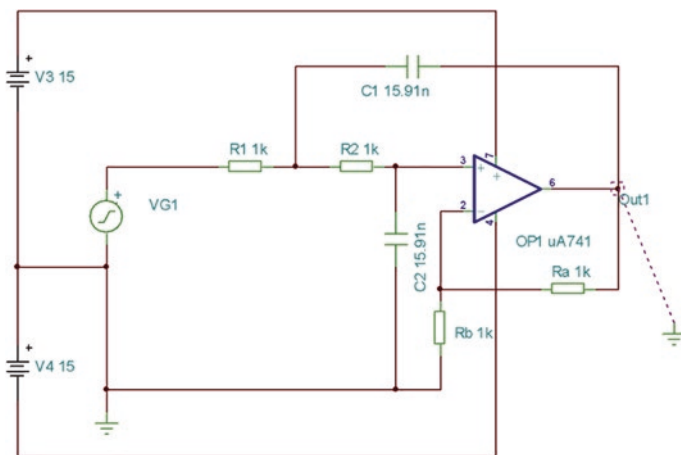 +
V3 15
C1 15.91n
R1 1k
R2 1k
3
+
7
+
6
Out1
2
-
4
+
VG1
C2 15.91n
OP1 uA741
Ra 1k
Rb 1k
+
V4 15